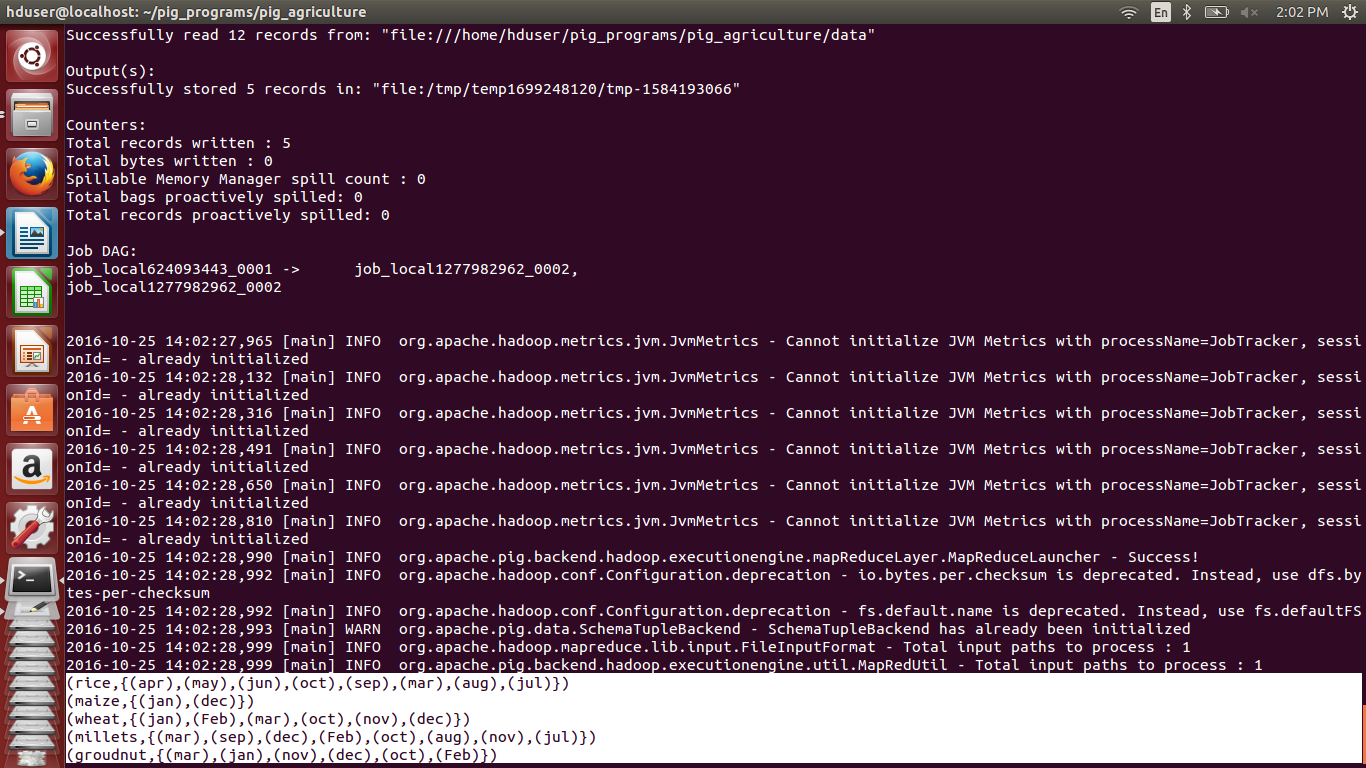 hduser@localhost: ~/pig_programs/pig_agriculture
En
2:02 PM
Successfully read 12 records from: "file:///home/hduser/pig_programs/pig_agriculture/data"
Output(s):
Successfully stored 5 records in: "file:/tmp/temp1699248120/tmp-1584193066"
Counters:
Total records written : 5
Total bytes written : 0
Spillable Memory Manager spill count : 0
Total bags proactively spilled: 0
Total records proactively spilled: 0
Job DAG:
job_local624093443_0001 ->      job_local1277982962_0002,
job_local1277982962_0002
2016-10-25 14:02:27,965 [main] INFO  org.apache.hadoop.metrics.jvm.JvmMetrics - Cannot initialize JVM Metrics with processName=JobTracker, sessi
onId= - already initialized
2016-10-25 14:02:28,132 [main] INFO  org.apache.hadoop.metrics.jvm.JvmMetrics - Cannot initialize JVM Metrics with processName=JobTracker, sessi
onId= - already initialized
2016-10-25 14:02:28,316 [main] INFO  org.apache.hadoop.metrics.jvm.JvmMetrics - Cannot initialize JVM Metrics with processName=JobTracker, sessi
onId= - already initialized
2016-10-25 14:02:28,491 [main] INFO  org.apache.hadoop.metrics.jvm.JvmMetrics - Cannot initialize JVM Metrics with processName=JobTracker, sessi
onId= - already initialized
2016-10-25 14:02:28,650 [main] INFO  org.apache.hadoop.metrics.jvm.JvmMetrics - Cannot initialize JVM Metrics with processName=JobTracker, sessi
onId= - already initialized
2016-10-25 14:02:28,810 [main] INFO  org.apache.hadoop.metrics.jvm.JvmMetrics - Cannot initialize JVM Metrics with processName=JobTracker, sessi
onId= - already initialized
2016-10-25 14:02:28,990 [main] INFO  org.apache.pig.backend.hadoop.executionengine.mapReduceLayer.MapReduceLauncher - Success!
2016-10-25 14:02:28,992 [main] INFO  org.apache.hadoop.conf.Configuration.deprecation - io.bytes.per.checksum is deprecated. Instead, use dfs.by
tes-per-checksum
2016-10-25 14:02:28,992 [main] INFO  org.apache.hadoop.conf.Configuration.deprecation - fs.default.name is deprecated. Instead, use fs.defaultFS
2016-10-25 14:02:28,993 [main] WARN  org.apache.pig.data.SchemaTupleBackend - SchemaTupleBackend has already been initialized
2016-10-25 14:02:28,999 [main] INFO  org.apache.hadoop.mapreduce.lib.input.FileInputFormat - Total input paths to process : 1
2016-10-25 14:02:28,999 [main] INFO  org.apache.pig.backend.hadoop.executionengine.util.MapRedUtil - Total input paths to process : 1
(rice,{(apr),(may),(jun),(oct),(sep),(mar),(aug),(jul)})
(maize,{(jan),(dec)})
(wheat,{(jan),(Feb),(mar),(oct),(nov),(dec)})
(millets,{(mar),(sep),(dec),(Feb),(oct),(aug),(nov),(jul)})
(groudnut,{(mar),(jan),(nov),(dec),(oct),(Feb)})